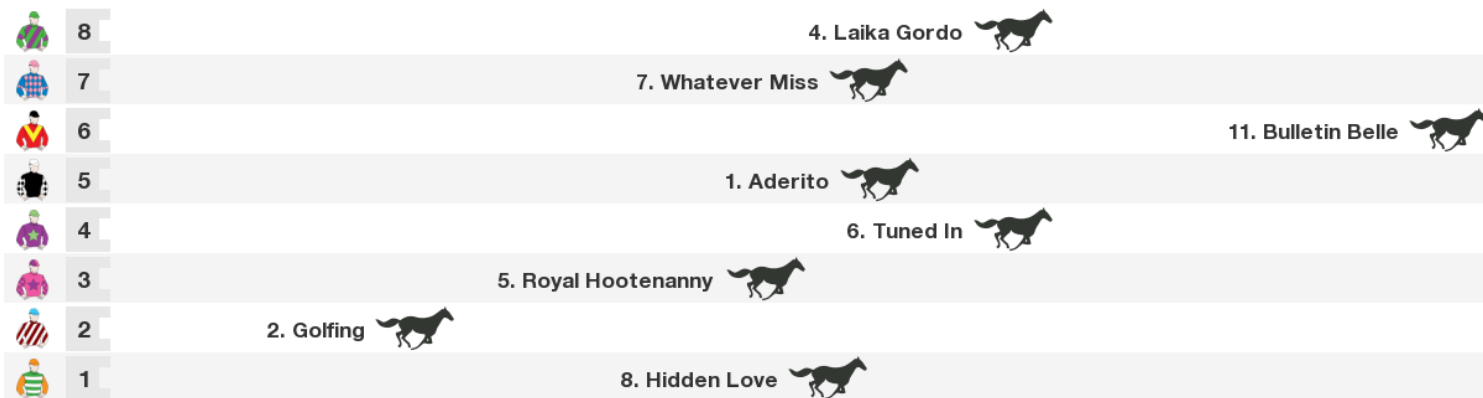 8 4. Laika Gordo
7 7. Whatever Miss
6 11. Bulletin Belle
5 1. Aderito
4 6. Tuned In
3 5. Royal Hootenanny
2 2. Golfing
1 8. Hidden Love